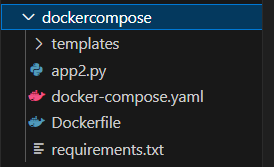 dockercompose
templates
app2.py
docker-compose.yaml
Dockerfile
requirements.txt